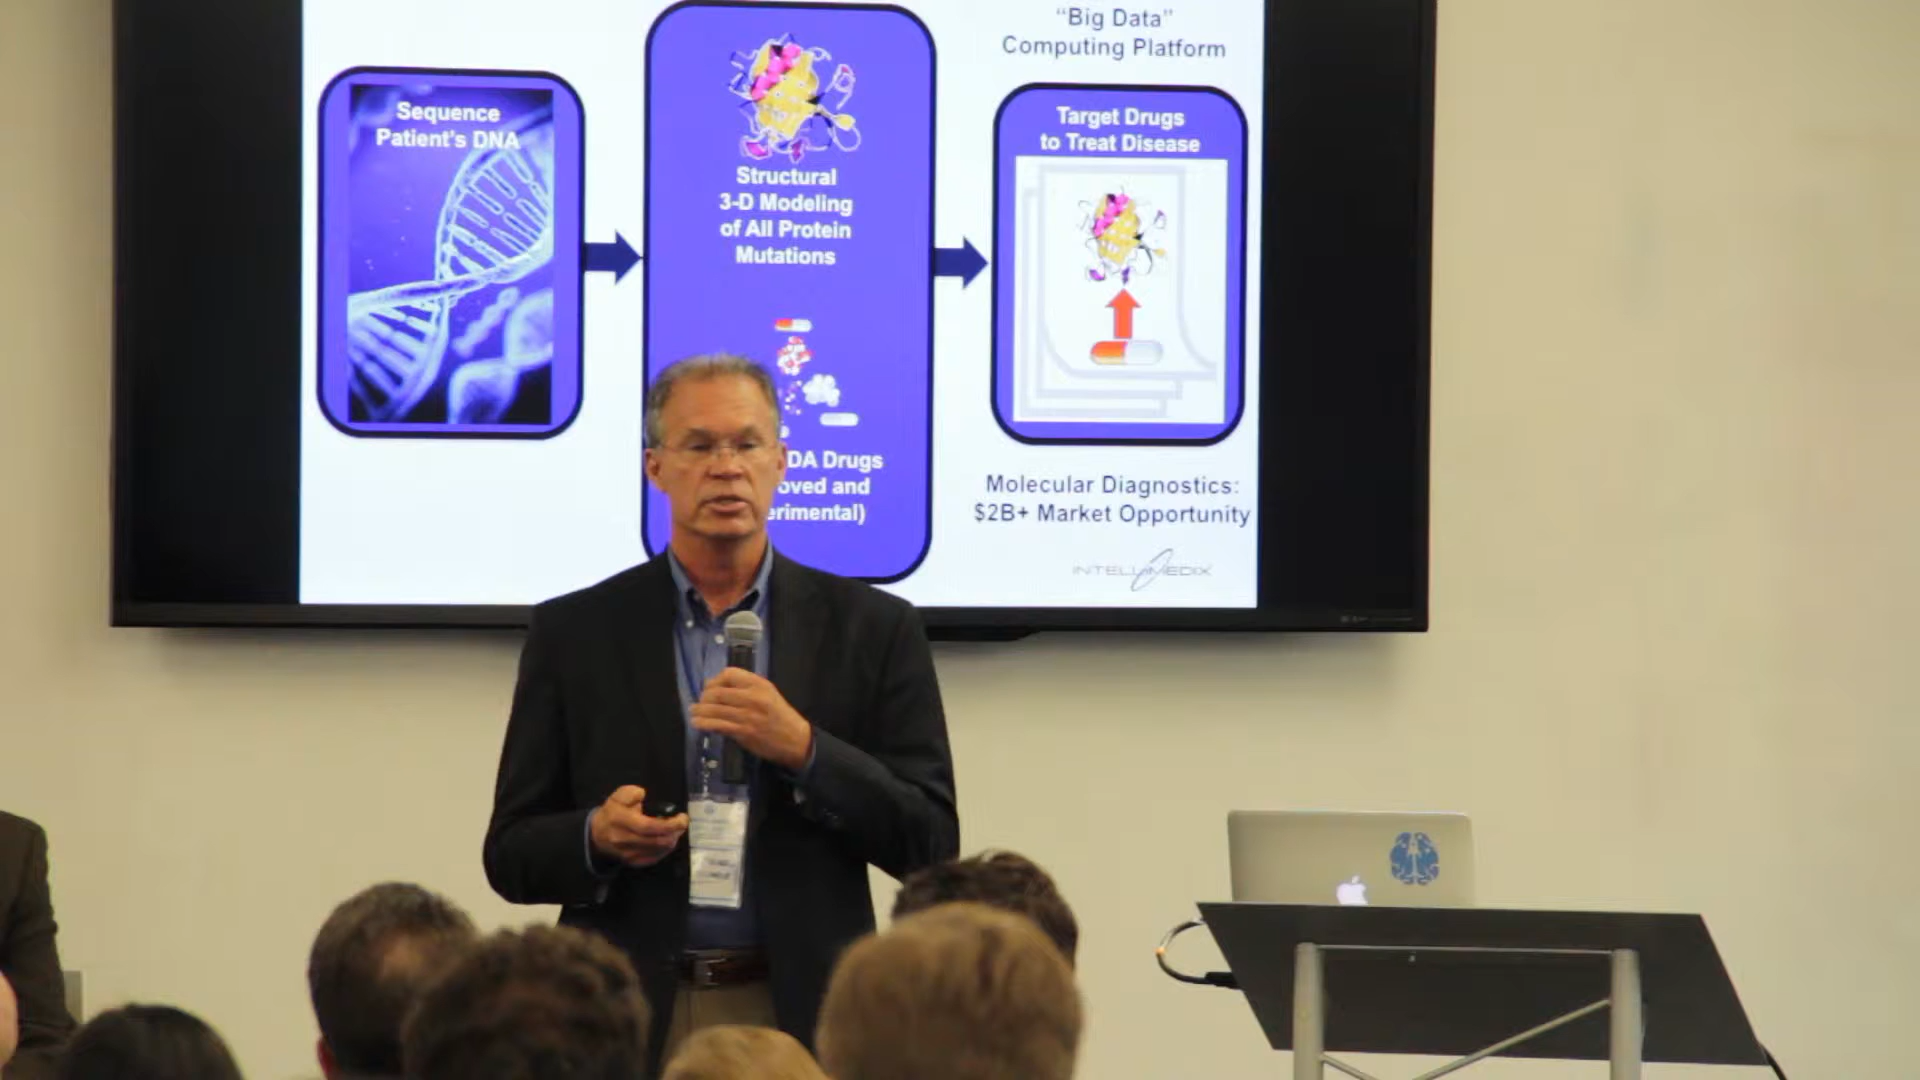 Sequence
Patient's DNA
Structural
3-D Modeling
of All Protein
Mutations
DA Drugs
oved and
erimental)
"Big Data"
Computing Platform
Target Drugs
to Treat Disease
Molecular Diagnostics:
$2B+ Market Opportunity
INTELLIMEDIX